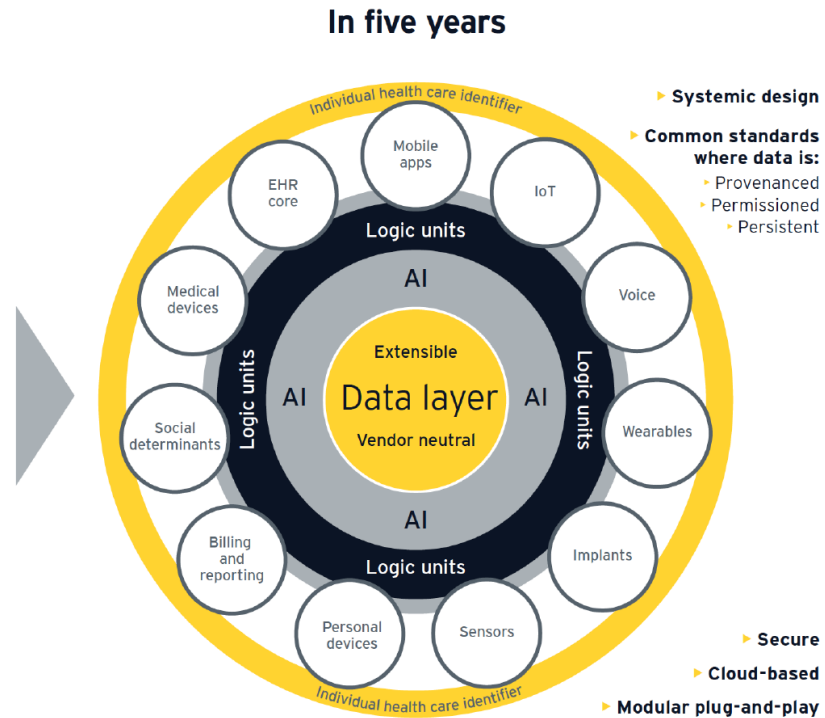 In five years
Individual health care identifier
Systemic design
Common standards
where data is:
Provenanced
Permissioned
Persistent
Mobile
apps
IoT
Voice
Wearables
Implants
Sensors
Personal
devices
Billing
and
reporting
Social
determinants
Medical
devices
EHR
core
Logic units
AI
Logic units
AI
Extensible
Data layer
Vendor neutral
AI
Logic units
AI
Logic units
Individual health care identifier
Secure
Cloud-based
Modular plug-and-play